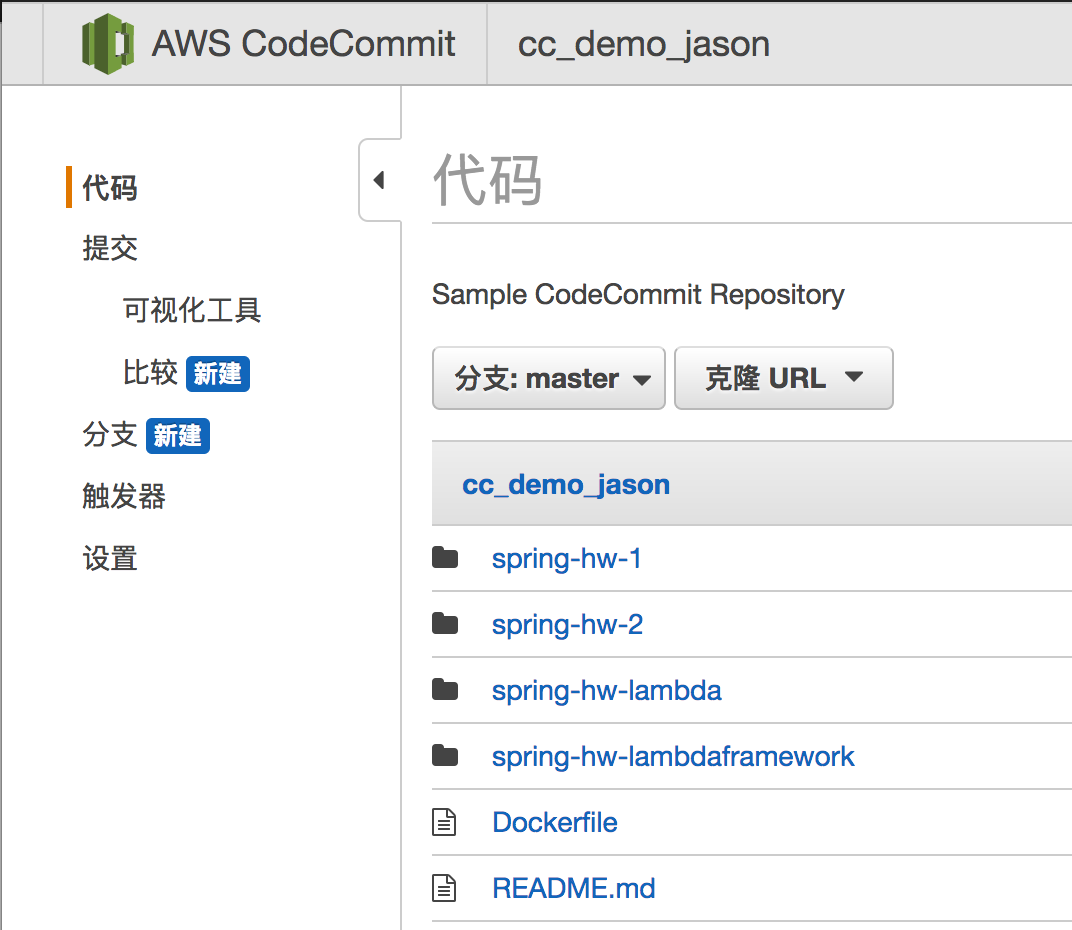 AWS CodeCommit
cc_demo_jason
代码
提交
可视化工具
比较 新建
分支 新建
触发器
设置
代码
Sample CodeCommit Repository
分支: master
克隆 URL
cc_demo_jason
spring-hw-1
spring-hw-2
spring-hw-lambda
spring-hw-lambdaframework
Dockerfile
README.md